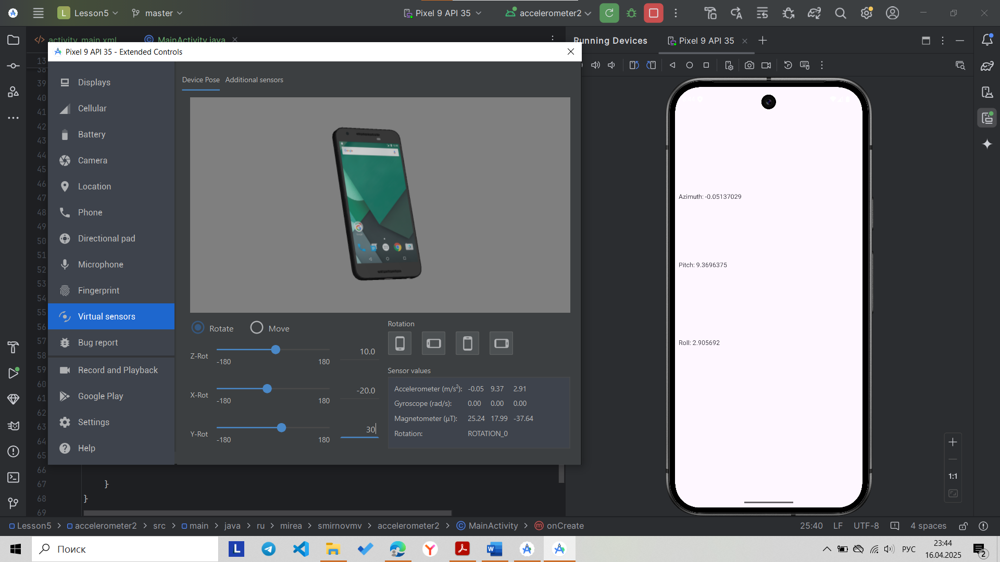 L Lesson5
master
Pixel 9 API 35
accelerometer2
activity_main.xml
MainActivity.java
Running Devices
Pixel 9 API 35
Pixel 9 API 35 - Extended Controls
13
38
39
40
41
42
43
44
45
46
47
48
49
50
51
52
53
54
55
56
57
58
59
60
61
62
63
64
65
66
67
68
69
}
}
Displays
Cellular
Battery
Camera
Location
Phone
Directional pad
Microphone
Fingerprint
Virtual sensors
Bug report
Record and Playback
Google Play
Settings
Help
Device Pose Additional sensors
Google
Rotate Move
Z-Rot -180 180 10.0
X-Rot -180 180 -20.0
Y-Rot -180 180 30
Rotation
Sensor values
Accelerometer (m/s²): -0.05 9.37 2.91
Gyroscope (rad/s): 0.00 0.00 0.00
Magnetometer (μT): 25.24 17.99 -37.64
Rotation: ROTATION_0
Azimuth: -0.05137029
Pitch: 9.3696375
Roll: 2.905692
1:1
Lesson5 > accelerometer2 > src > main > java > ru > mirea > smirnovmv > accelerometer2 > MainActivity > onCreate
25:40 LF UTF-8 4 spaces
Поиск
L
РУС
23:44
16.04.2025
2